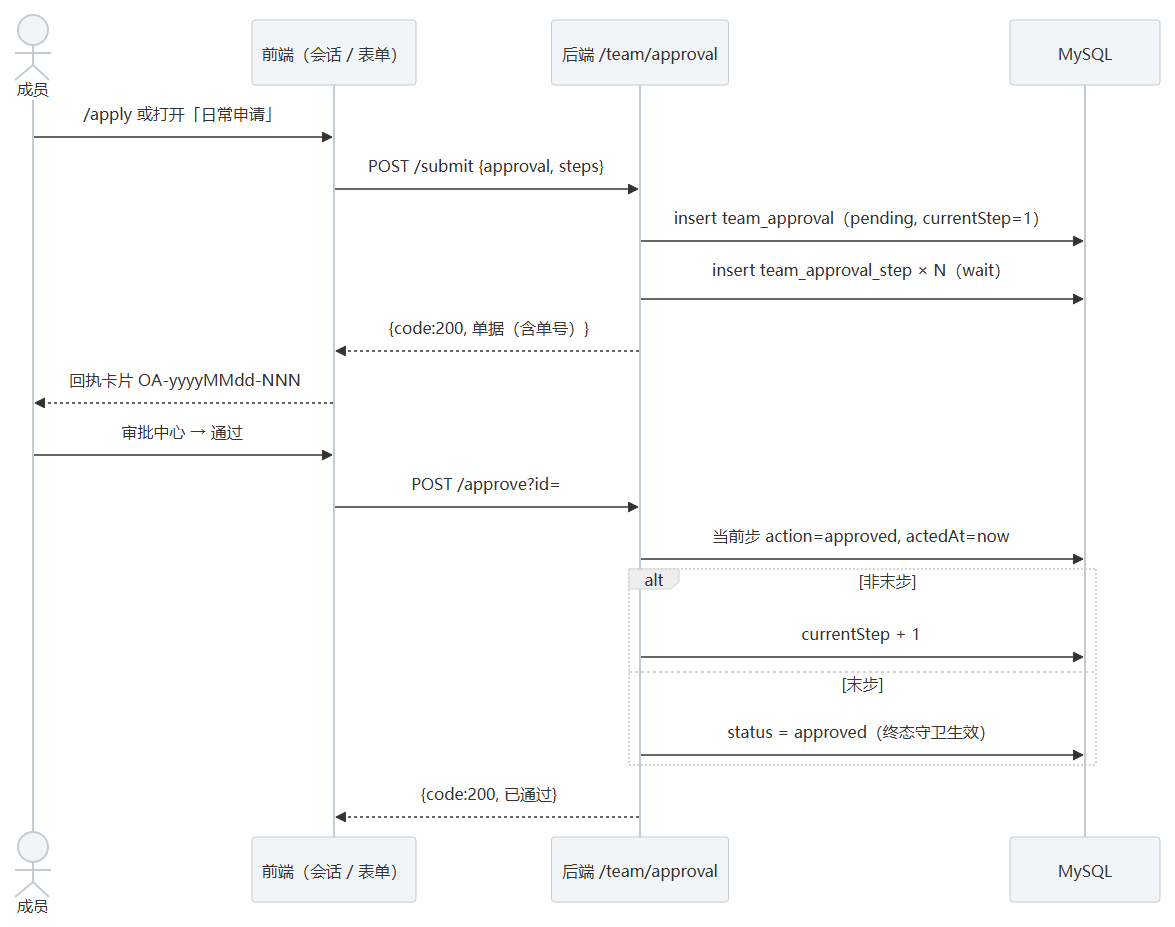 成员
前端（会话 / 表单）
后端 /team/approval
MySQL
/apply 或打开「日常申请」
POST /submit {approval, steps}
insert team_approval（pending, currentStep=1）
insert team_approval_step × N（wait）
{code:200, 单据（含单号）}
回执卡片 OA-yyyyMMdd-NNN
审批中心 → 通过
POST /approve?id=
当前步 action=approved, actedAt=now
alt
[非末步]
currentStep + 1
[末步]
status = approved（终态守卫生效）
{code:200, 已通过}
成员
前端（会话 / 表单）
后端 /team/approval
MySQL